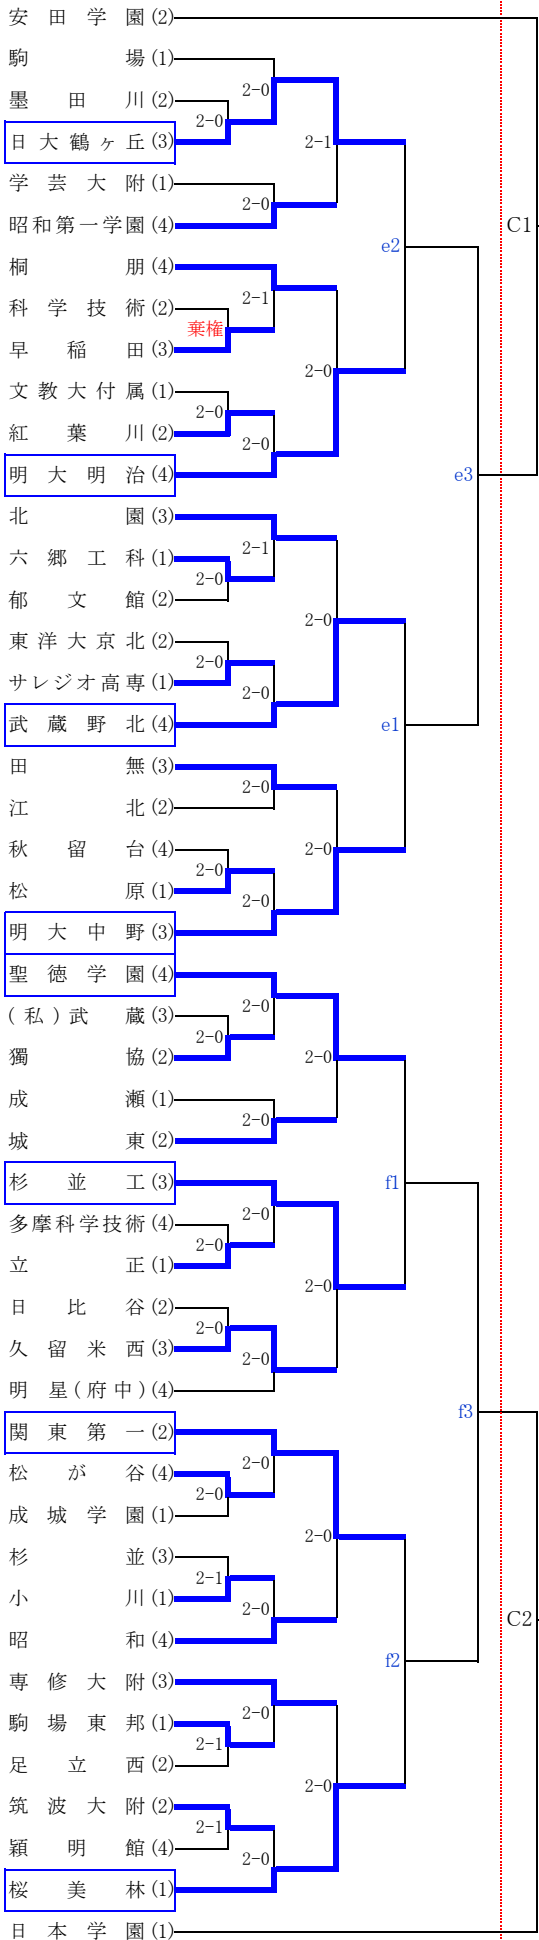 安田学園(2)
駒場(1)
2-0
墨田川(2)
2-0
日大鶴ヶ丘(3)
2-1
学芸大附(1)
2-0
昭和第一学園(4)
C1
e2
桐朋(4)
2-1
科学技術(2)
棄権
早稲田(3)
2-0
文教大付属(1)
2-0
紅葉川(2)
2-0
明大明治(4)
e3
北園(3)
2-1
六郷工科(1)
2-0
郁文館(2)
2-0
東洋大京北(2)
2-0
サレジオ高専(1)
2-0
武蔵野北(4)
e1
田無(3)
2-0
江北(2)
2-0
秋留台(4)
2-0
松原(1)
2-0
明大中野(3)
聖徳学園(4)
2-0
(私)武蔵(3)
2-0
獨協(2)
2-0
成瀬(1)
2-0
城東(2)
杉並工(3)
f1
2-0
多摩科学技術(4)
2-0
立正(1)
2-0
日比谷(2)
2-0
久留米西(3)
2-0
明星(府中)(4)
f3
関東第一(2)
2-0
松が谷(4)
2-0
成城学園(1)
2-0
杉並(3)
2-1
小川(1)
2-0
C2
昭和(4)
f2
専修大附(3)
2-0
駒場東邦(1)
2-1
足立西(2)
2-0
筑波大附(2)
2-1
穎明館(4)
2-0
桜美林(1)
日本学園(1)